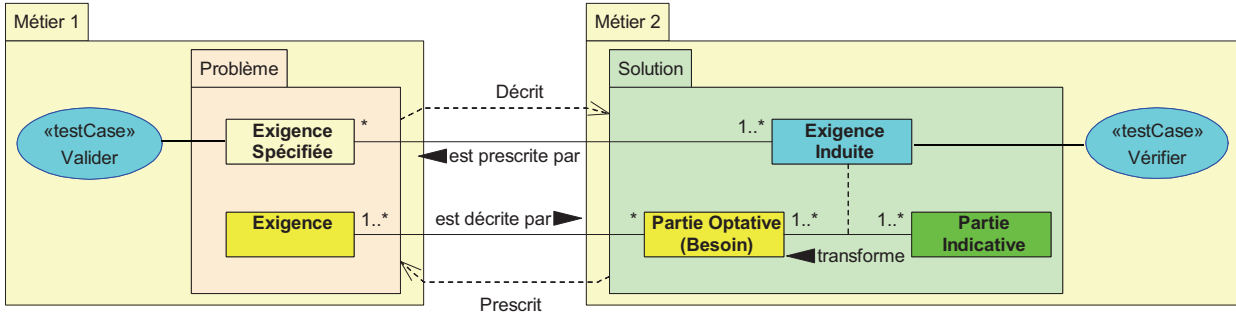 Métier 1
Métier 2
Problème
Solution
Décrit
«testCase»
Valider
Exigence
Spécifiée
*
1..*
Exigence
Induite
«testCase»
Vérifier
est prescrite par
Exigence
1..*
est décrite par
*
Partie Optative
(Besoin)
1..*
1..*
Partie
Indicative
transforme
Prescrit